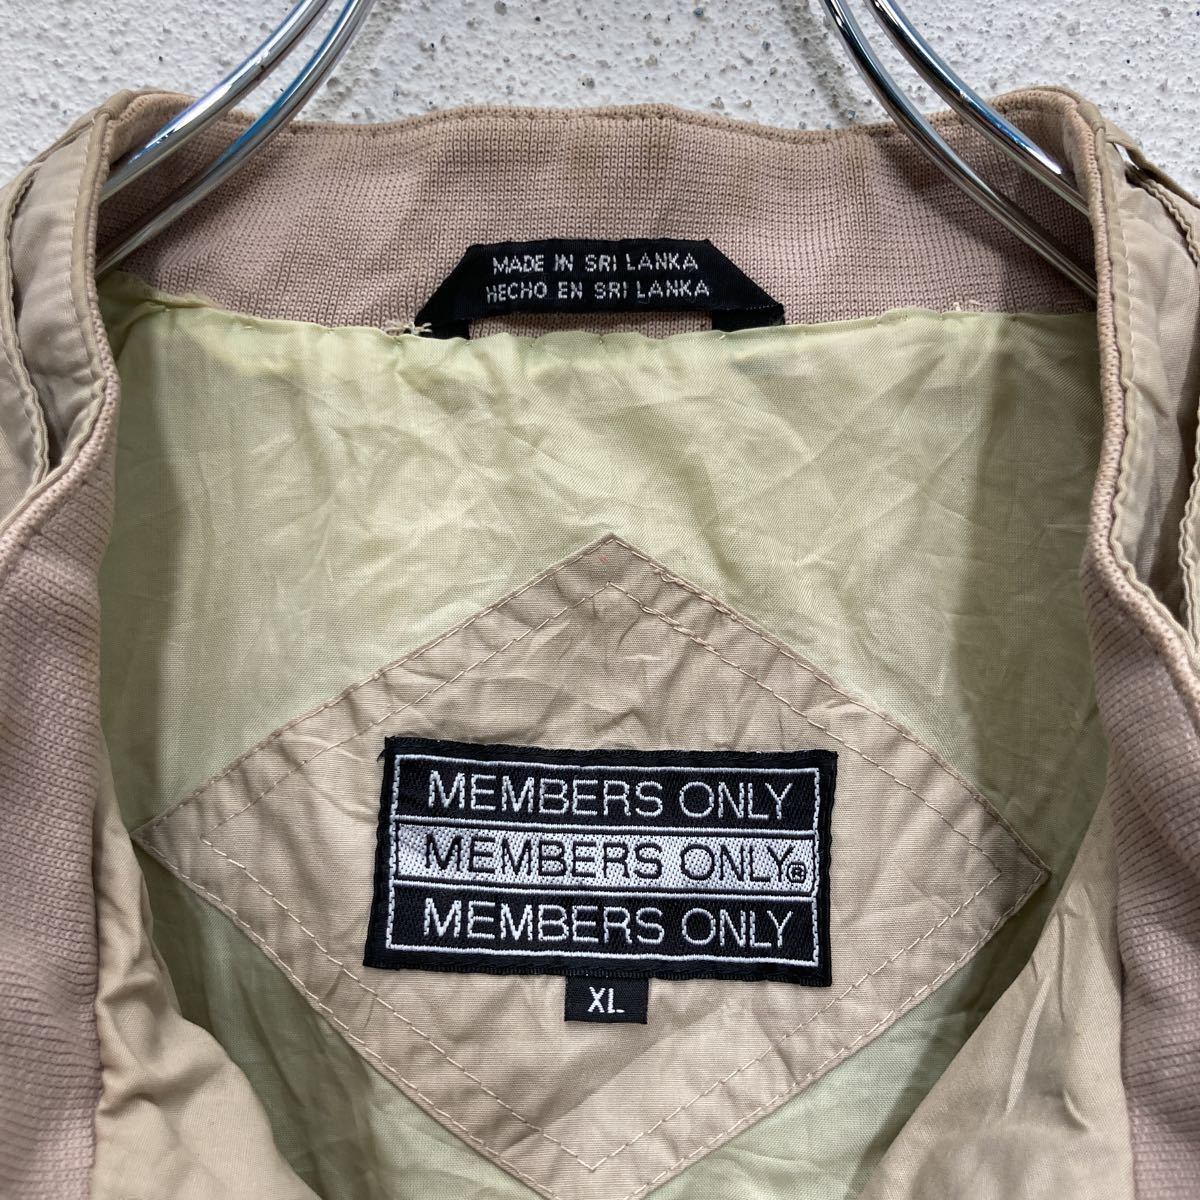 MADE IN SRI LANKA
HECHO EN SRI LANKA
MEMBERS ONLY
MEMBERS ONLY®
MEMBERS ONLY
XL